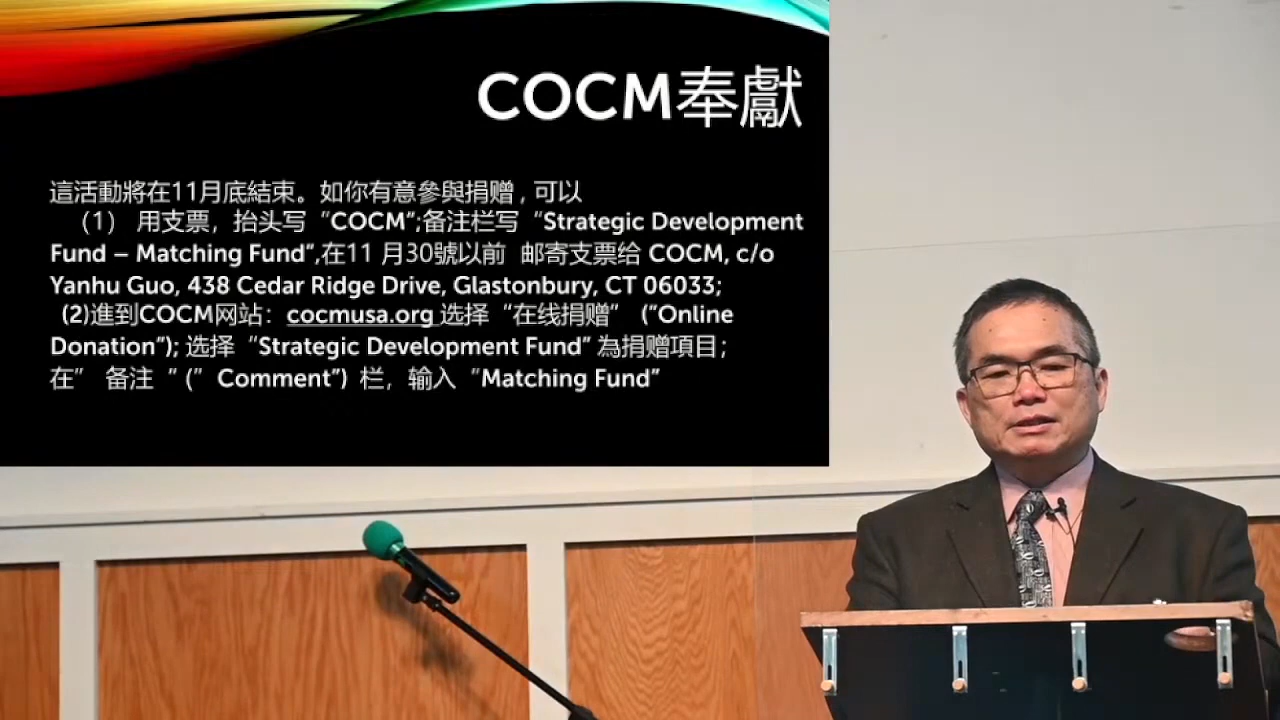 COCM奉獻
這活動將在11月底結束。如你有意參與捐赠 , 可以
（1） 用支票，抬头写“COCM“;备注栏写“Strategic Development
Fund – Matching Fund”,在11 月30號以前 邮寄支票给 COCM, c/o
Yanhu Guo, 438 Cedar Ridge Drive, Glastonbury, CT 06033;
(2)進到COCM网站：cocmusa.org 选择“在线捐赠” (”Online
Donation”); 选择“Strategic Development Fund” 為捐赠項目；
在” 备注 “ (” Comment”) 栏，输入“Matching Fund”